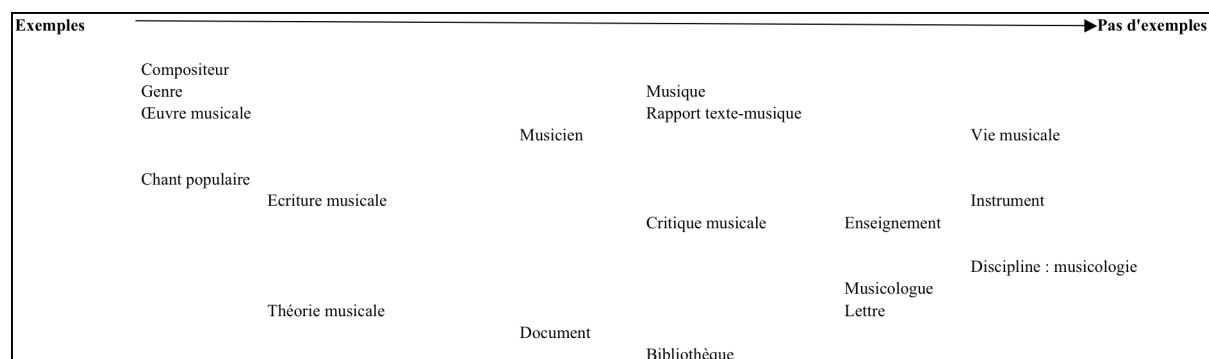 Exemples Pas d'exemples
Compositeur
Genre Musique
Œuvre musicale Rapport texte-musique
Musicien Vie musicale
Chant populaire
Ecriture musicale Instrument
Critique musicale Enseignement
Discipline : musicologie
Musicologue
Théorie musicale Lettre
Document
Bibliothèque